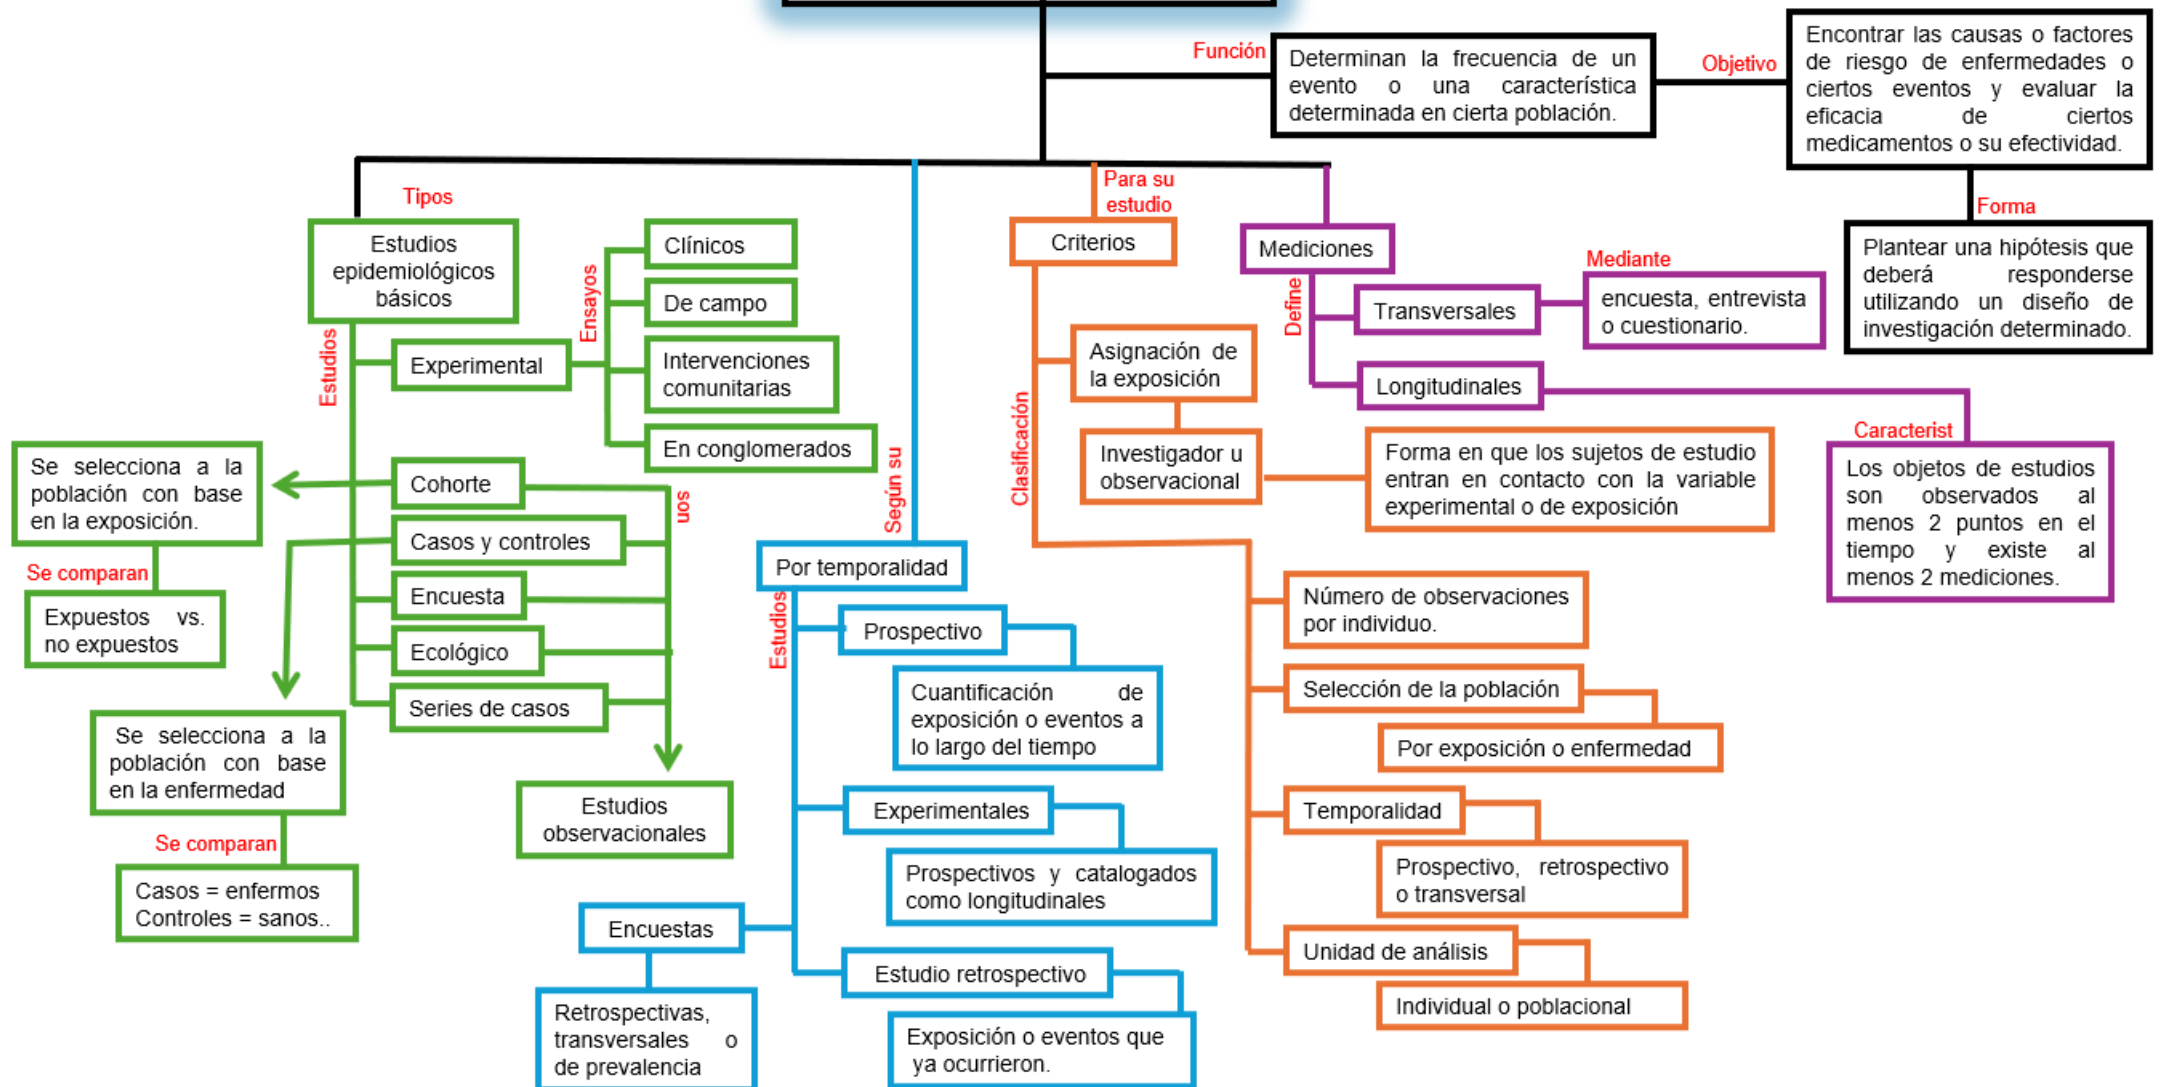 Función
Determinan la frecuencia de un
evento o una característica
determinada en cierta población.
Objetivo
Encontrar las causas o factores
de riesgo de enfermedades o
ciertos eventos y evaluar la
eficacia de ciertos
medicamentos o su efectividad.
Forma
Plantear una hipótesis que
deberá responderse
utilizando un diseño de
investigación determinado.
Tipos
Estudios
epidemiológicos
básicos
Estudios
Experimental
Ensayos
Clínicos
De campo
Intervenciones
comunitarias
En conglomerados
Cohorte
Casos y controles
Encuesta
Ecológico
Series de casos
son
Estudios
observacionales
Se selecciona a la
población con base
en la exposición.
Se comparan
Expuestos vs.
no expuestos
Se selecciona a la
población con base
en la enfermedad
Se comparan
Casos = enfermos
Controles = sanos..
Según su
Por temporalidad
Estudios
Prospectivo
Cuantificación de
exposición o eventos a
lo largo del tiempo
Experimentales
Prospectivos y catalogados
como longitudinales
Encuestas
Retrospectivas,
transversales o
de prevalencia
Estudio retrospectivo
Exposición o eventos que
ya ocurrieron.
Para su
estudio
Criterios
Clasificación
Asignación de
la exposición
Investigador u
observacional
Forma en que los sujetos de estudio
entran en contacto con la variable
experimental o de exposición
Número de observaciones
por individuo.
Selección de la población
Por exposición o enfermedad
Temporalidad
Prospectivo, retrospectivo
o transversal
Unidad de análisis
Individual o poblacional
Mediciones
Define
Transversales
Mediante
encuesta, entrevista
o cuestionario.
Longitudinales
Caracterist
Los objetos de estudios
son observados al
menos 2 puntos en el
tiempo y existe al
menos 2 mediciones.